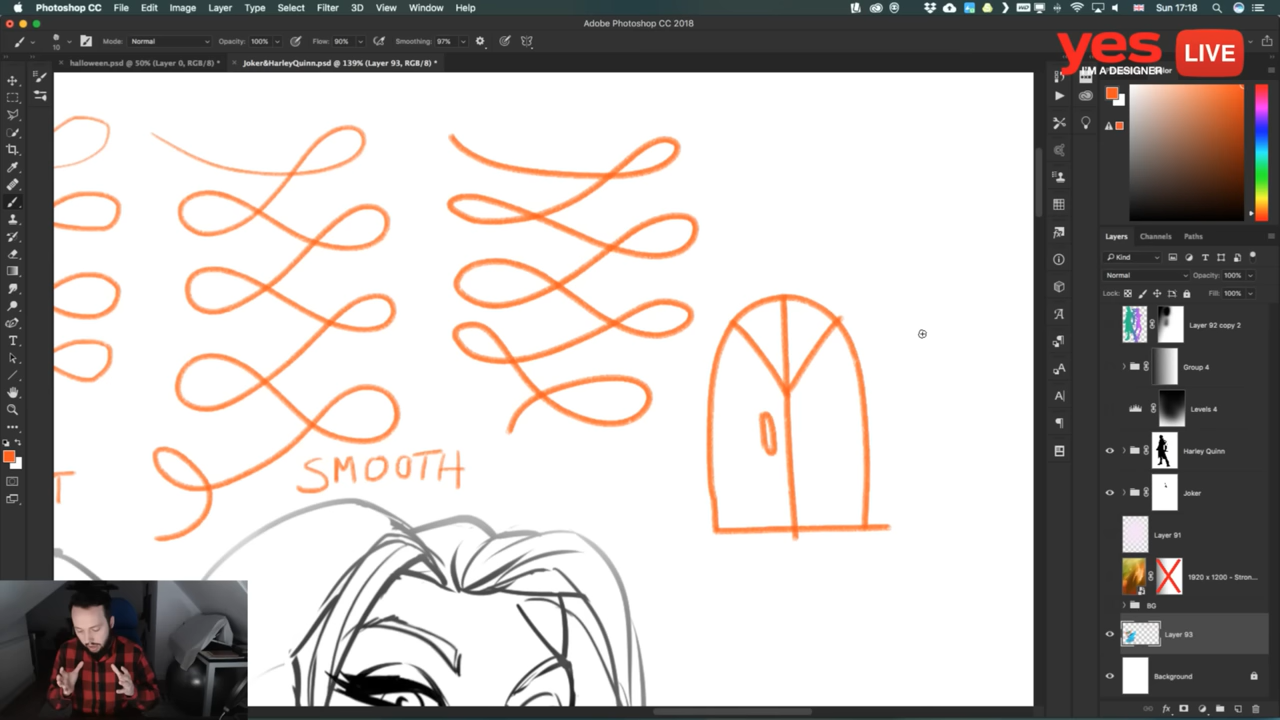 Photoshop CC File Edit Image Layer Type Select Filter 3D View Window Help Sun 17:18
Adobe Photoshop CC 2018
10 Mode: Normal Opacity: 100% Flow: 90% Smoothing: 97%
halloween.psd @ 50% (Layer 0, RGB/8) * Joker&HarleyQuinn.psd @ 139% (Layer 93, RGB/8) *
yes
I'M A DESIGNER
LIVE
Color
Layers Channels Paths
Kind
Normal Opacity: 100%
Lock: Fill: 100%
Layer 92 copy 2
Group 4
Levels 4
Harley Quinn
Joker
Layer 91
1920 x 1200 - Stron...
BG
Layer 93
Background
SMOOTH
T